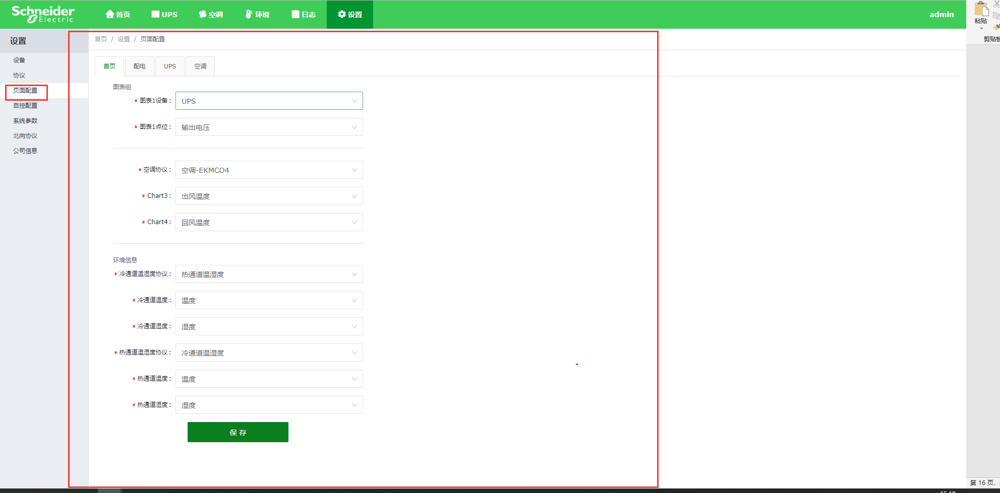 Schneider
Electric
首页 UPS 空调 环境 日志 设置 admin
粘贴
剪贴板
设置
设备
协议
页面配置
自控配置
系统参数
北向协议
公司信息
首页 / 设置 / 页面配置
首页 配电 UPS 空调
图表组
* 图表1设备: UPS
* 图表1点位: 输出电压
* 空调协议: 空调-EKMCO4
* Chart3: 出风温度
* Chart4: 回风温度
环境信息
* 冷通道温湿度协议: 热通道温湿度
* 冷通道温度: 温度
* 冷通道湿度: 湿度
* 热通道温湿度协议: 冷通道温湿度
* 热通道温度: 温度
* 热通道湿度: 湿度
保 存
第 16 页,